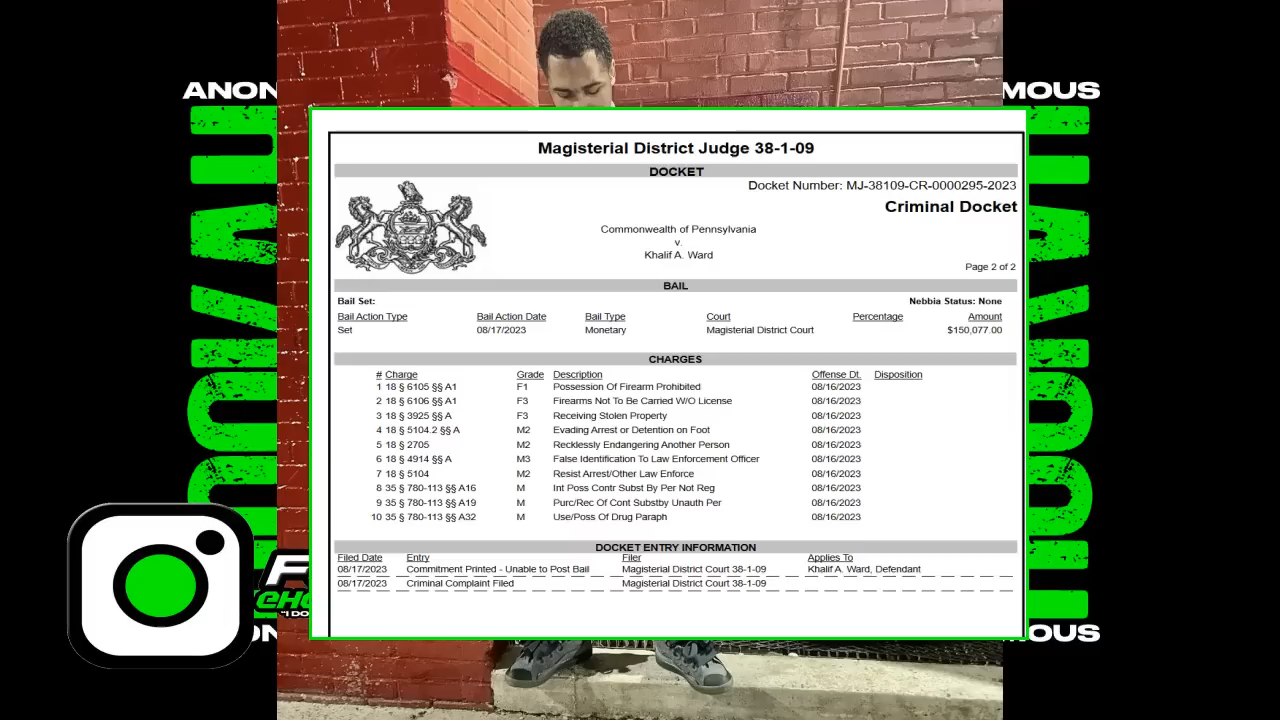 ANON
MOUS
Magisterial District Judge 38-1-09
DOCKET
Docket Number: MJ-38109-CR-0000295-2023
Criminal Docket
Commonwealth of Pennsylvania
v.
Khalif A. Ward
Page 2 of 2
BAIL
Bail Set: Nebbia Status: None
Bail Action Type Bail Action Date Bail Type Court Percentage Amount
Set 08/17/2023 Monetary Magisterial District Court $150,077.00
CHARGES
# Charge Grade Description Offense Dt. Disposition
1 18 § 6105 §§ A1 F1 Possession Of Firearm Prohibited 08/16/2023
2 18 § 6106 §§ A1 F3 Firearms Not To Be Carried W/O License 08/16/2023
3 18 § 3925 §§ A F3 Receiving Stolen Property 08/16/2023
4 18 § 5104.2 §§ A M2 Evading Arrest or Detention on Foot 08/16/2023
5 18 § 2705 M2 Recklessly Endangering Another Person 08/16/2023
6 18 § 4914 §§ A M3 False Identification To Law Enforcement Officer 08/16/2023
7 18 § 5104 M2 Resist Arrest/Other Law Enforce 08/16/2023
8 35 § 780-113 §§ A16 M Int Poss Contr Subst By Per Not Reg 08/16/2023
9 35 § 780-113 §§ A19 M Purc/Rec Of Cont Substby Unauth Per 08/16/2023
10 35 § 780-113 §§ A32 M Use/Poss Of Drug Paraph 08/16/2023
DOCKET ENTRY INFORMATION
Filed Date Entry Filer Applies To
08/17/2023 Commitment Printed - Unable to Post Bail Magisterial District Court 38-1-09 Khalif A. Ward, Defendant
08/17/2023 Criminal Complaint Filed Magisterial District Court 38-1-09
"I DO
MOUS